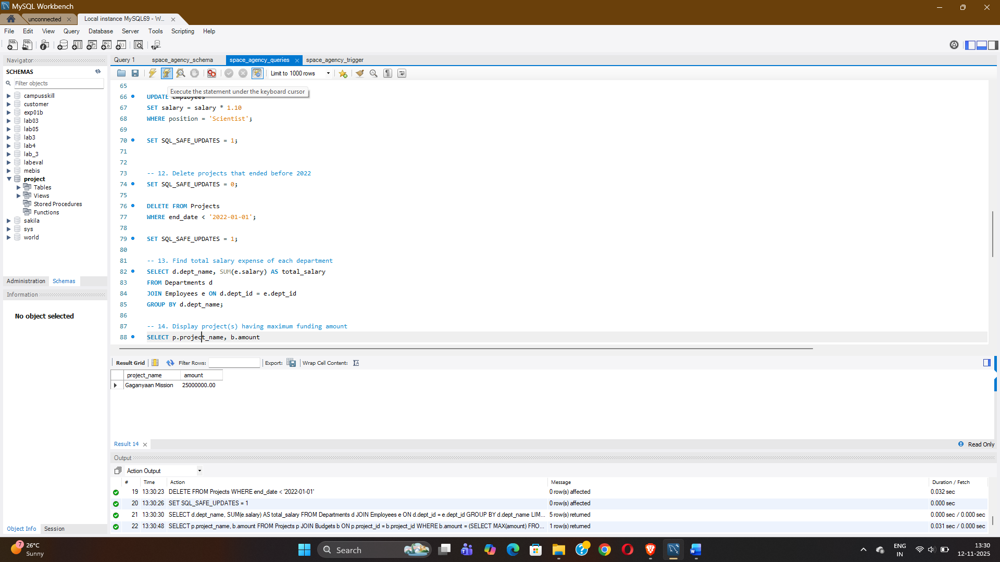 MySQL Workbench
unconnected
Local instance MySQL69 - W...
File Edit View Query Database Server Tools Scripting Help
Navigator
SCHEMAS
Filter objects
campusskill
customer
exp01b
lab03
lab05
lab3
lab4
lab_3
labeval
mebis
project
Tables
Views
Stored Procedures
Functions
sakila
sys
world
Administration Schemas
Information
No object selected
Object Info Session
Query 1 space_agency_schema space_agency_queries space_agency_trigger
Limit to 1000 rows
Execute the statement under the keyboard cursor
65
66 UPDATE Employees
67 SET salary = salary * 1.10
68 WHERE position = 'Scientist';
69
70 SET SQL_SAFE_UPDATES = 1;
71
72
73 -- 12. Delete projects that ended before 2022
74 SET SQL_SAFE_UPDATES = 0;
75
76 DELETE FROM Projects
77 WHERE end_date < '2022-01-01';
78
79 SET SQL_SAFE_UPDATES = 1;
80
81 -- 13. Find total salary expense of each department
82 SELECT d.dept_name, SUM(e.salary) AS total_salary
83 FROM Departments d
84 JOIN Employees e ON d.dept_id = e.dept_id
85 GROUP BY d.dept_name;
86
87 -- 14. Display project(s) having maximum funding amount
88 SELECT p.project_name, b.amount
Result Grid Filter Rows: Export: Wrap Cell Content:
project_name amount
Gaganyaan Mission 25000000.00
Result 14
Read Only
Output
Action Output
# Time Action Message Duration / Fetch
19 13:30:23 DELETE FROM Projects WHERE end_date < '2022-01-01' 0 row(s) affected 0.032 sec
20 13:30:26 SET SQL_SAFE_UPDATES = 1 0 row(s) affected 0.000 sec
21 13:30:30 SELECT d.dept_name, SUM(e.salary) AS total_salary FROM Departments d JOIN Employees e ON d.dept_id = e.dept_id GROUP BY d.dept_name LIM... 5 row(s) returned 0.000 sec / 0.000 sec
22 13:30:48 SELECT p.project_name, b.amount FROM Projects p JOIN Budgets b ON p.project_id = b.project_id WHERE b.amount = (SELECT MAX(amount) FRO... 1 row(s) returned 0.031 sec / 0.000 sec
7
26°C
Sunny
Search
ENG
IN
13:30
12-11-2025